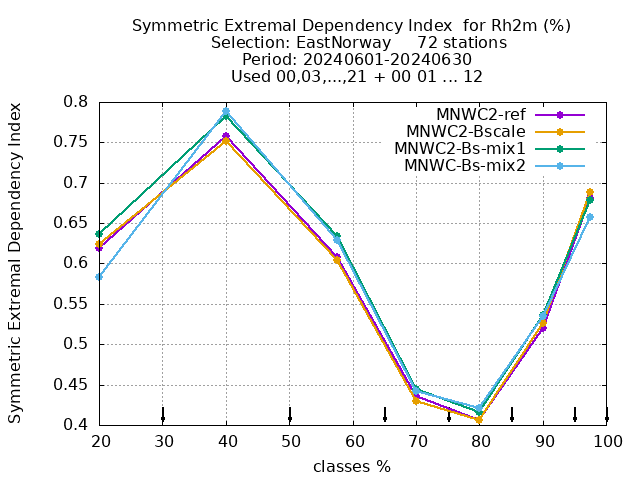 Symmetric Extremal Dependency Index  for Rh2m (%)
Selection: EastNorway     72 stations
Period: 20240601-20240630
Used 00,03,...,21 + 00 01 ... 12
MNWC2-ref
MNWC2-Bscale
MNWC2-Bs-mix1
MNWC-Bs-mix2
Symmetric Extremal Dependency Index
0.8
0.75
0.7
0.65
0.6
0.55
0.5
0.45
0.4
20 30 40 50 60 70 80 90 100
classes %